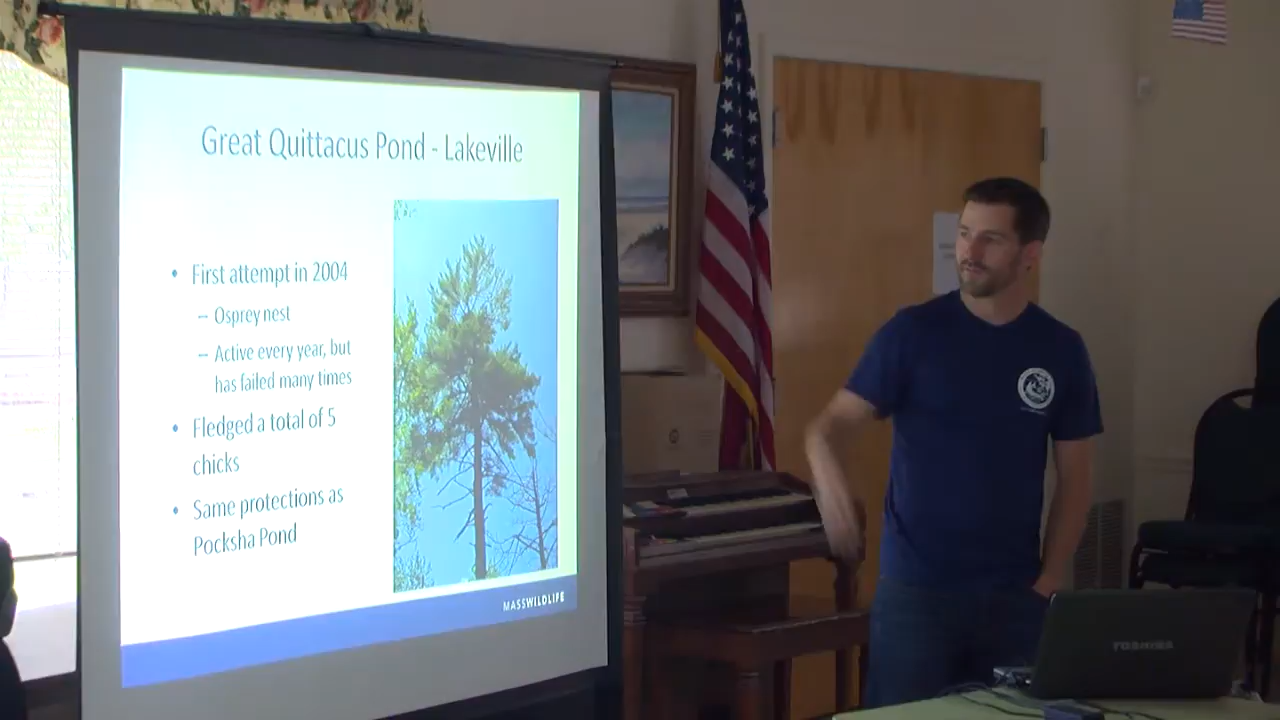 Great Quittacus Pond - Lakeville
• First attempt in 2004
– Osprey nest
– Active every year, but
has failed many times
• Fledged a total of 5
chicks
• Same protections as
Pocksha Pond
MASSWILDLIFE
TOSHIBA